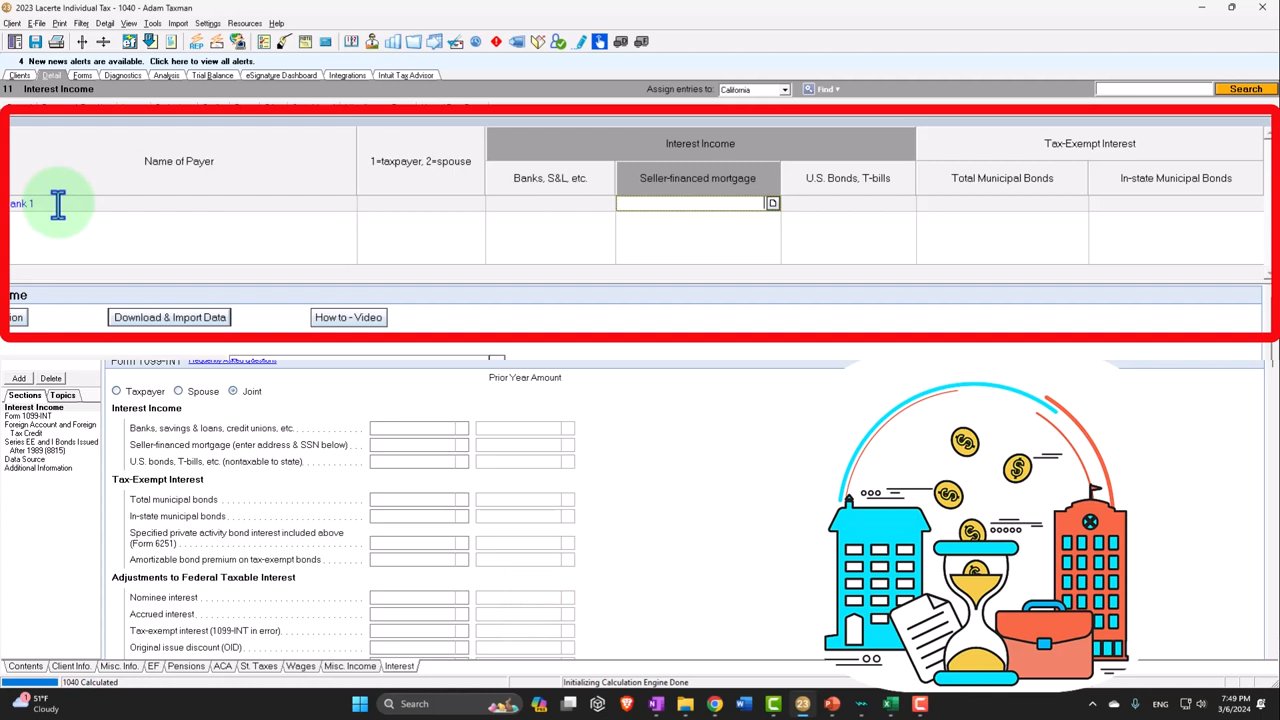 2023 Lacerte Individual Tax - 1040 - Adam Taxman
Client E-File Print Filter Detail View Tools Import Settings Resources Help
4 New news alerts are available. Click here to view all alerts.
Clients Detail Forms Diagnostics Analysis Trial Balance eSignature Dashboard Integrations Intuit Tax Advisor
11 Interest Income Assign entries to: California Find Search
Interest Income Tax-Exempt Interest
Name of Payer 1=taxpayer, 2=spouse
Banks, S&L, etc. Seller-financed mortgage U.S. Bonds, T-bills Total Municipal Bonds In-state Municipal Bonds
ank 1
me
ion Download & Import Data How to - Video
Form 1099-INT Frequently Asked Questions
Add Delete Prior Year Amount
Sections Topics Taxpayer Spouse Joint
Interest Income
Form 1099-INT
Foreign Account and Foreign
Tax Credit
Series EE and I Bonds Issued
After 1989 (8815)
Data Source
Additional Information
Interest Income
Banks, savings & loans, credit unions, etc.
Seller-financed mortgage (enter address & SSN below)
U.S. bonds, T-bills, etc. (nontaxable to state)
Tax-Exempt Interest
Total municipal bonds
In-state municipal bonds
Specified private activity bond interest included above
(Form 6251)
Amortizable bond premium on tax-exempt bonds
Adjustments to Federal Taxable Interest
Nominee interest
Accrued interest
Tax-exempt interest (1099-INT in error)
Original issue discount (OID)
Contents Client Info. Misc. Info. EF Pensions ACA St. Taxes Wages Misc. Income Interest
1040 Calculated Initializing Calculation Engine Done
51°F
Cloudy
Search
7:49 PM
3/6/2024